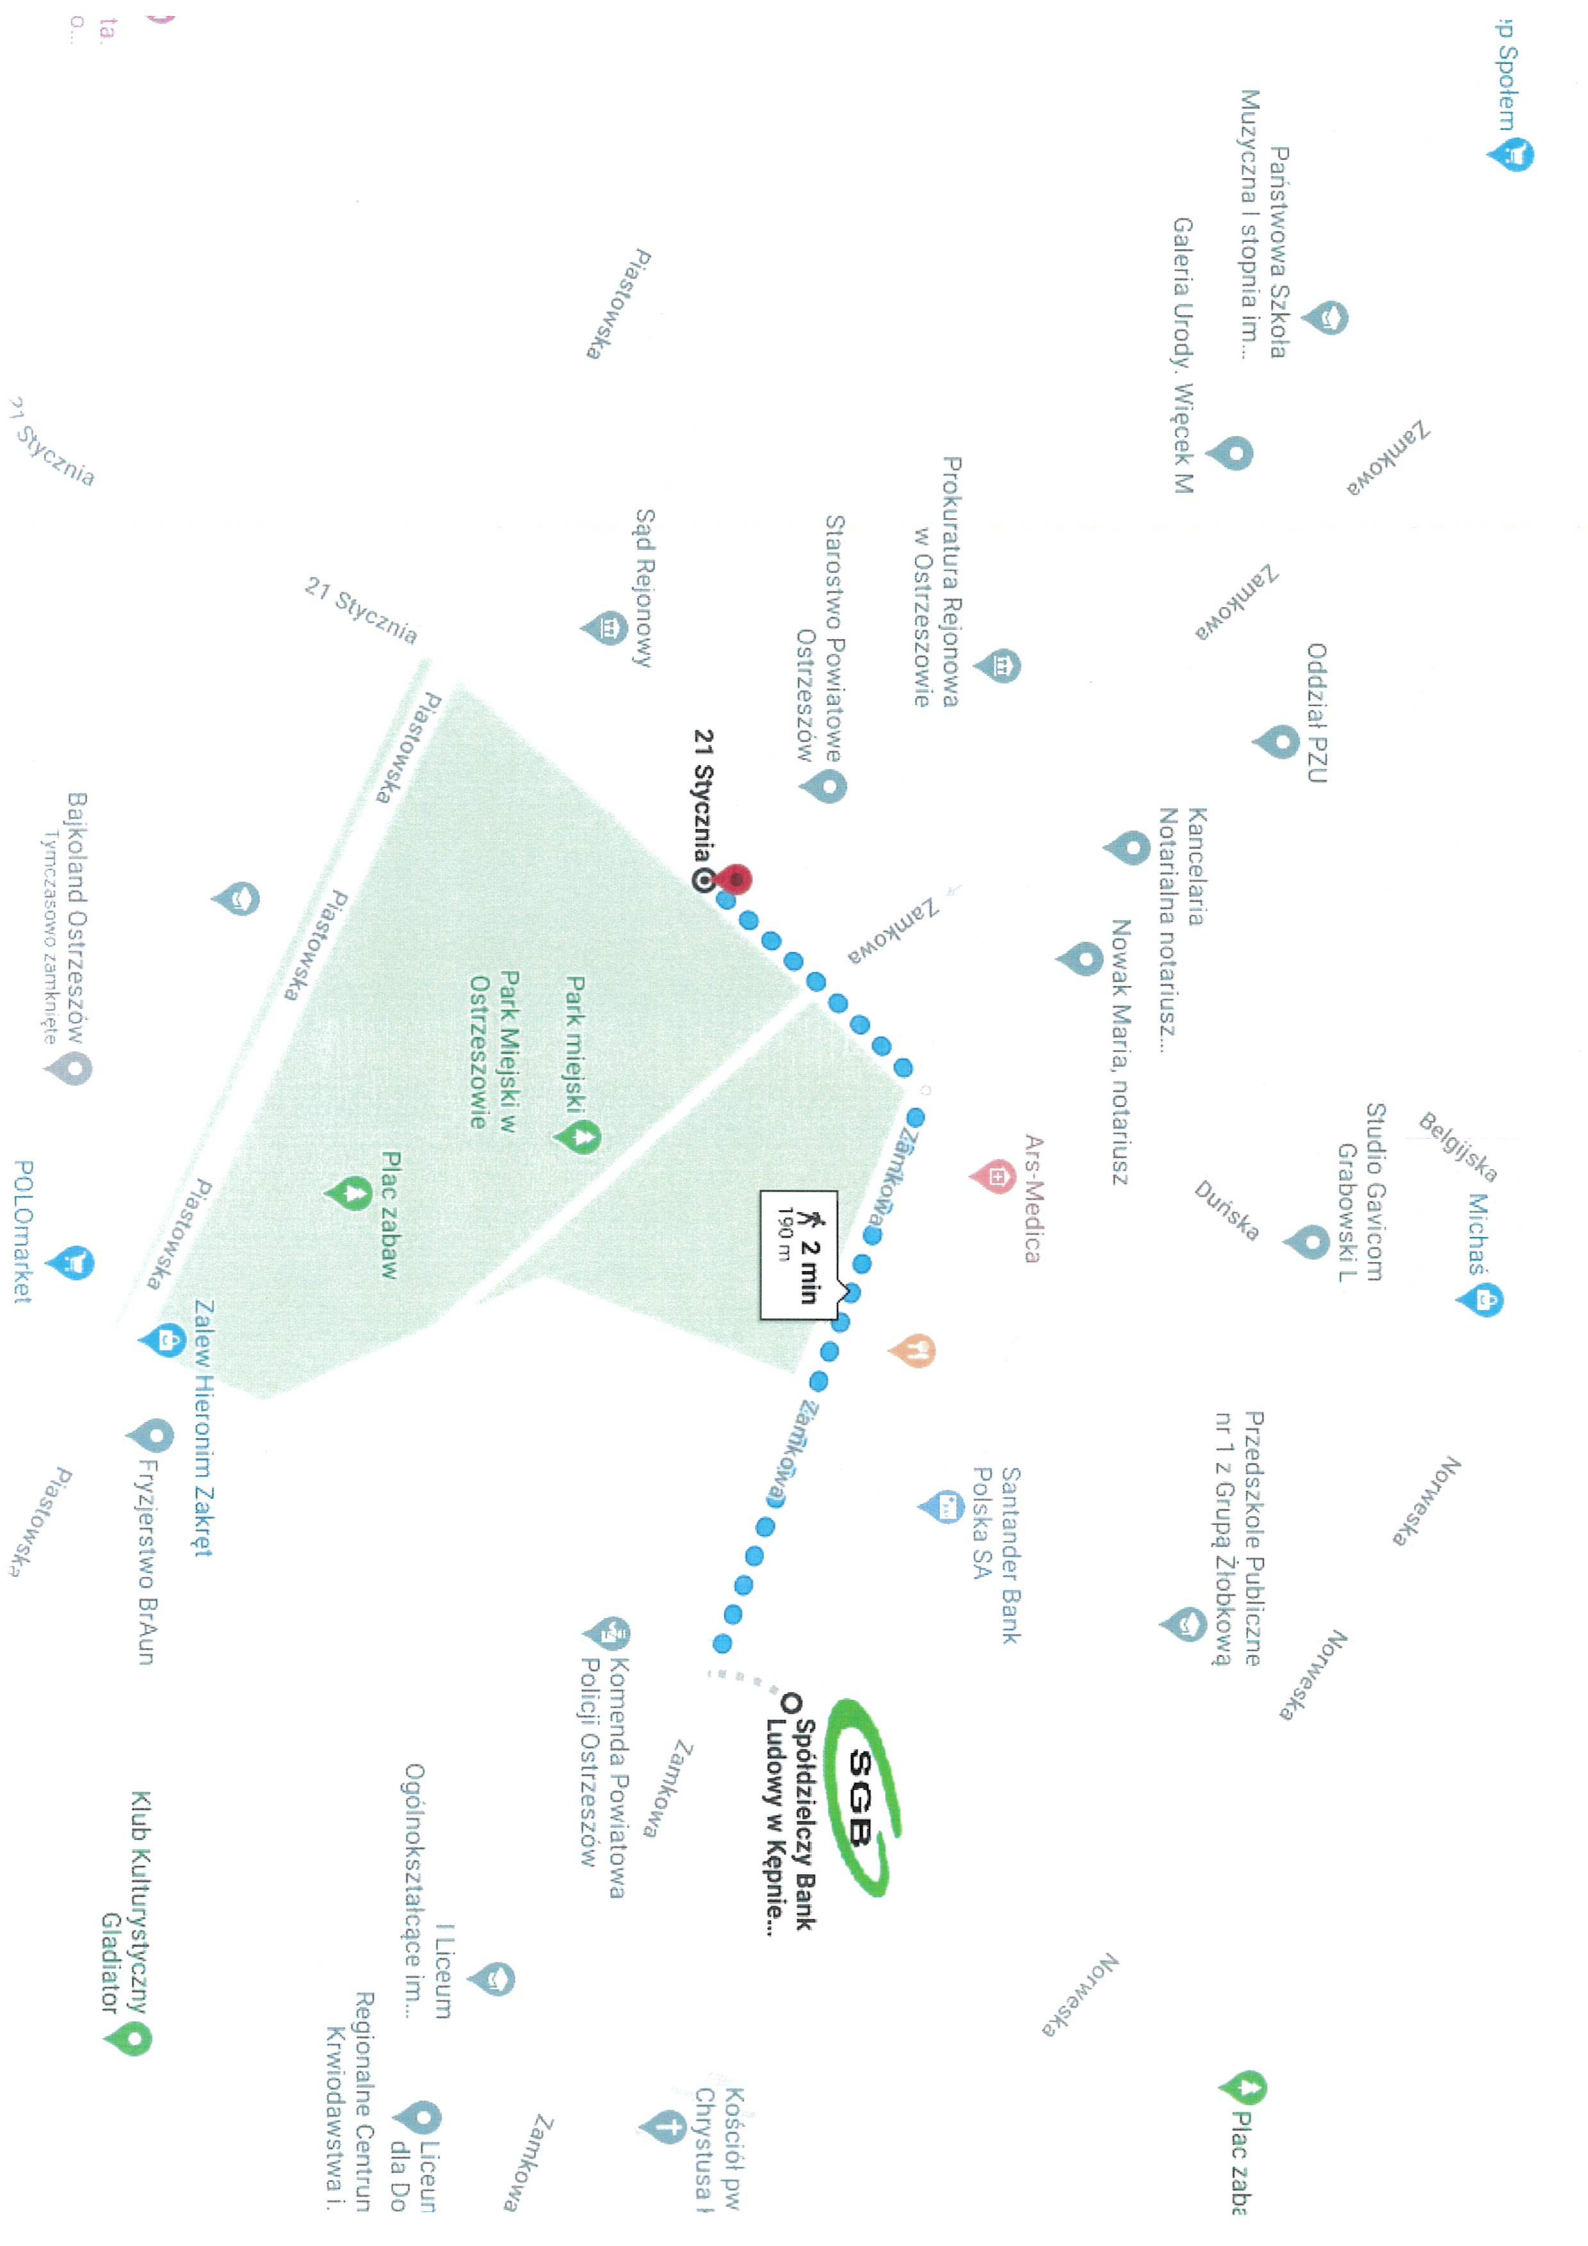 :p Społem
Państwowa Szkoła
Muzyczna I stopnia im...
Galeria Urody. Więcek M
Zamkowa
Zamkowa
Oddział PZU
Kancelaria
Notarialna notariusz...
Nowak Maria, notariusz
Belgijska
Michaś
Studio Gavicom
Grabowski L
Duńska
Norweska
Przedszkole Publiczne
nr 1 z Grupą Żłobkową
Norweska
Norweska
Plac zaba
Piastowska
Prokuratura Rejonowa
w Ostrzeszowie
Starostwo Powiatowe
Ostrzeszów
Sąd Rejonowy
21 Stycznia
Zamkowa
Ars-Medica
Zamkowa
2 min
190 m
Santander Bank
Polska SA
Zamkowa
SGB
Spółdzielczy Bank
Ludowy w Kępnie...
Komenda Powiatowa
Policji Ostrzeszów
Zamkowa
Kościół pw
Chrystusa
Park miejski
Park Miejski w
Ostrzeszowie
Plac zabaw
21 Stycznia
21 Stycznia
Piastowska
Piastowska
Piastowska
Piastowska
I Liceum
Ogólnokształcące im...
Liceum
dla Do
Regionalne Centrun
Krwiodawstwa i.
Zamkowa
Zalew Hieronim Zakręt
Fryzjerstwo BrAun
Klub Kulturystyczny
Gladiator
Bajkoland Ostrzeszów
Tymczasowo zamknięte
POLOmarket
ta.
o...